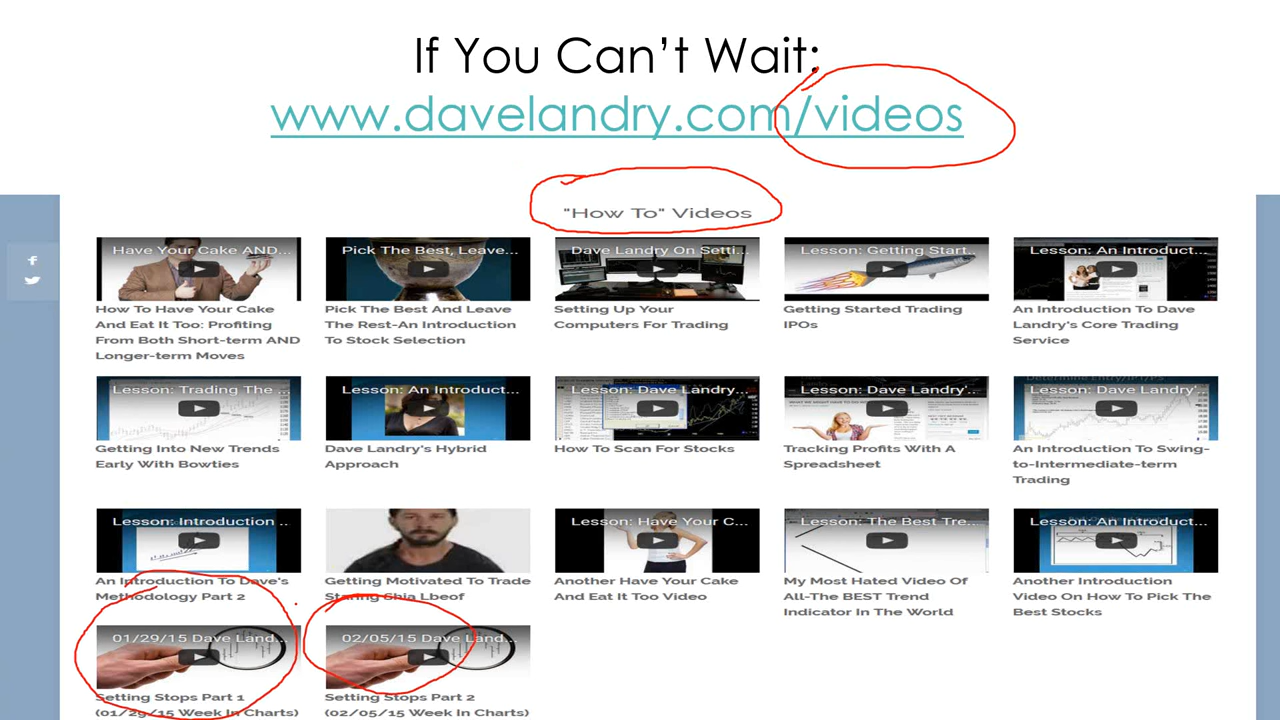 If You Can't Wait:
www.davelandry.com/videos
"How To" Videos
Have Your Cake AND...
Pick The Best, Leave...
Dave Landry On Setti...
Lesson: Getting Start...
Lesson: An Introduct...
How To Have Your Cake
And Eat It Too: Profiting
From Both Short-term AND
Longer-term Moves
Pick The Best And Leave
The Rest-An Introduction
To Stock Selection
Setting Up Your
Computers For Trading
Getting Started Trading
IPOs
An Introduction To Dave
Landry's Core Trading
Service
Lesson: Trading The ...
Lesson: An Introduct...
Lesson: Dave Landry...
Lesson: Dave Landry'...
Lesson: Dave Landry'...
Getting Into New Trends
Early With Bowties
Dave Landry's Hybrid
Approach
How To Scan For Stocks
Tracking Profits With A
Spreadsheet
An Introduction To Swing-
to-Intermediate-term
Trading
Lesson: Introduction ...
Lesson: Have Your C...
Lesson: The Best Tre...
Lesson: An Introduct...
An Introduction To Dave's
Methodology Part 2
Getting Motivated To Trade
Staring Shia Lbeof
Another Have Your Cake
And Eat It Too Video
My Most Hated Video Of
All-The BEST Trend
Indicator In The World
Another Introduction
Video On How To Pick The
Best Stocks
01/29/15 Dave Land...
02/05/15 Dave Land...
Setting Stops Part 1
(01/29/15 Week In Charts)
Setting Stops Part 2
(02/05/15 Week In Charts)